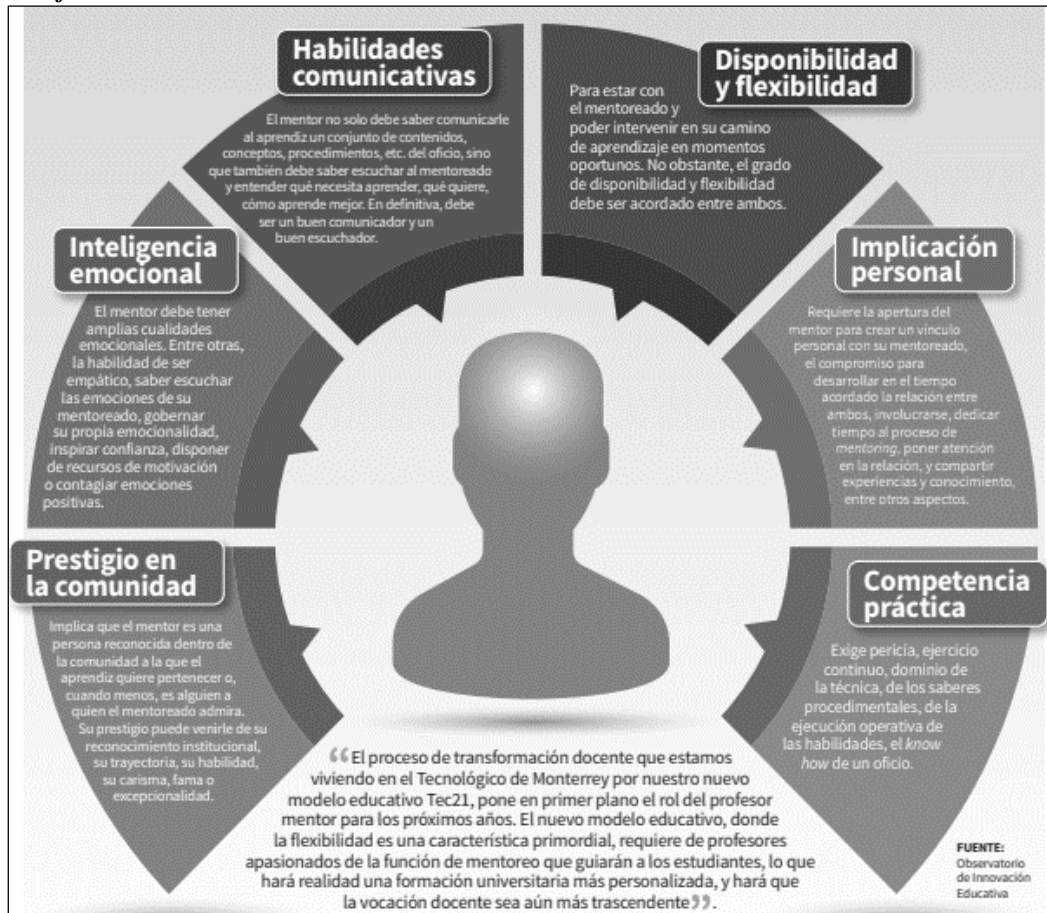 Habilidades
comunicativas
El mentor no solo debe saber comunicarle
al aprendiz un conjunto de contenidos,
conceptos, procedimientos, etc. del oficio, sino
que también debe saber escuchar al mentoreado
y entender qué necesita aprender, qué quiere,
cómo aprende mejor. En definitiva, debe
ser un buen comunicador y un
buen escuchador.
Disponibilidad
y flexibilidad
Para estar con
el mentoreado y
poder intervenir en su camino
de aprendizaje en momentos
oportunos. No obstante, el grado
de disponibilidad y flexibilidad
debe ser acordado entre ambos.
Inteligencia
emocional
El mentor debe tener
amplias cualidades
emocionales. Entre otras,
la habilidad de ser
empático, saber escuchar
las emociones de su
mentoreado, gobernar
su propia emocionalidad,
inspirar confianza, disponer
de recursos de motivación
o contagiar emociones
positivas.
Implicación
personal
Requiere la apertura del
mentor para crear un vínculo
personal con su mentoreado,
el compromiso para
desarrollar en el tiempo
acordado la relación entre
ambos, involucrarse, dedicar
tiempo al proceso de
mentoring, poner atención
en la relación, y compartir
experiencias y conocimiento,
entre otros aspectos.
Prestigio en
la comunidad
Implica que el mentor es una
persona reconocida dentro de
la comunidad a la que el
aprendiz quiere pertenecer o,
cuando menos, es alguien a
quien el mentoreado admira.
Su prestigio puede venirle de su
reconocimiento institucional,
su trayectoria, su habilidad,
su carisma, fama o
excepcionalidad.
Competencia
práctica
Exige pericia, ejercicio
continuo, dominio de
la técnica, de los saberes
procedimentales, de la
ejecución operativa de
las habilidades, el know
how de un oficio.
“El proceso de transformación docente que estamos
viviendo en el Tecnológico de Monterrey por nuestro nuevo
modelo educativo Tec21, pone en primer plano el rol del profesor
mentor para los próximos años. El nuevo modelo educativo, donde
la flexibilidad es una característica primordial, requiere de profesores
apasionados de la función de mentoreo que guiarán a los estudiantes, lo que
hará realidad una formación universitaria más personalizada, y hará que
la vocación docente sea aún más trascendente”.
FUENTE:
Observatorio
de Innovación
Educativa